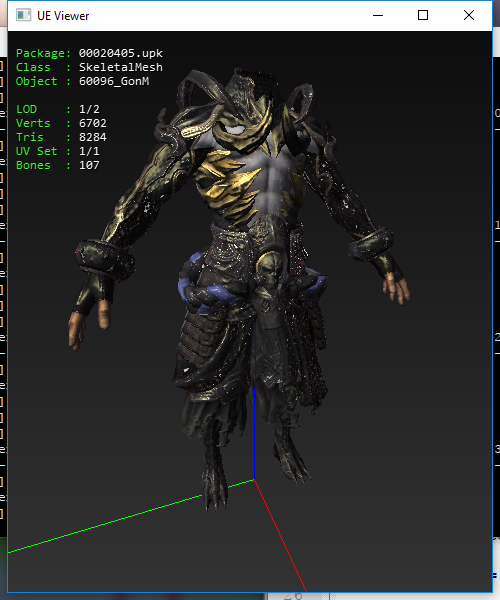 UE Viewer
Package: 00020405.upk
Class  : SkeletalMesh
Object : 60096_GonM
LOD    : 1/2
Verts  : 6702
Tris   : 8284
UV Set : 1/1
Bones  : 107